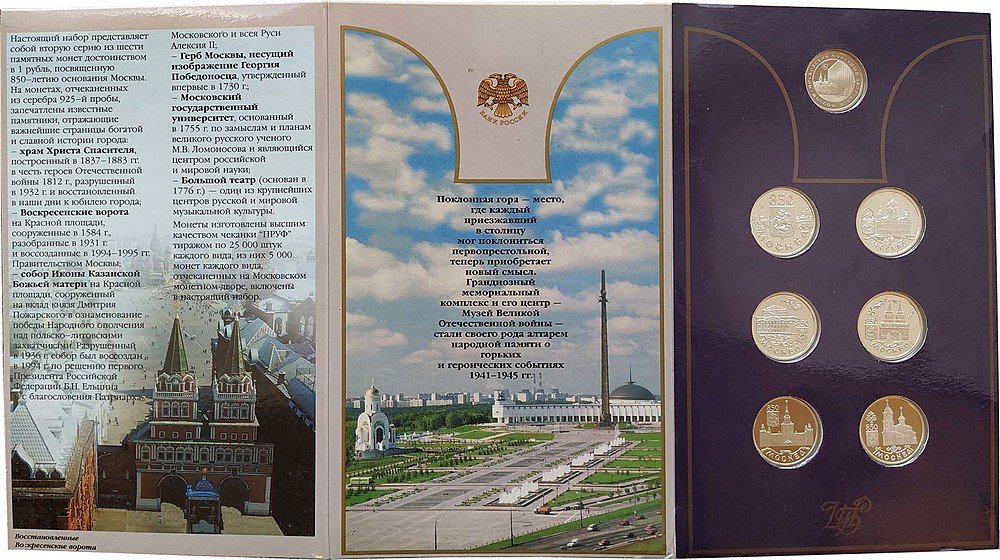 Настоящий набор представляет
собой вторую серию из шести
памятных монет достоинством
в 1 рубль, посвященную
850–летию основания Москвы.
На монетах, отчеканенных
из серебра 925–й пробы,
запечатлены известные
памятники, отражающие
важнейшие страницы богатой
и славной истории города:
– храм Христа Спасителя,
построенный в 1837–1883 гг.
в честь героев Отечественной
войны 1812 г., разрушенный
в 1932 г. и восстановленный
в наши дни к юбилею города;
– Воскресенские ворота
на Красной площади,
сооруженные в 1584 г.,
разобранные в 1931 г.
и воссозданные в 1994–1995 гг.
Правительством Москвы;
– собор Иконы Казанской
Божьей матери на Красной
площади, сооруженный
на вклад князя Дмитрия
Пожарского в ознаменование
победы Народного ополчения
над польско–литовскими
захватчиками. Разрушенный
в 1936 г. собор был воссоздан
в 1994 г. по решению первого
Президента Российской
Федерации Б.Н. Ельцина
и с благословения Патриарха
Московского и всея Руси
Алексия II;
– Герб Москвы, несущий
изображение Георгия
Победоносца, утвержденный
впервые в 1730 г.;
– Московский
государственный
университет, основанный
в 1755 г. по замыслам и планам
великого русского ученого
М.В. Ломоносова и являющийся
центром российской
и мировой науки;
– Большой театр (основан в
1776 г.) — один из крупнейших
центров русской и мировой
музыкальной культуры.
Монеты изготовлены высшим
качеством чеканки "ПРУФ"
тиражом по 25 000 штук
каждого вида, из них 5 000
монет каждого вида,
отчеканенных на Московском
монетном дворе, включены
в настоящий набор.
Восстановленные
Воскресенские ворота
БАНК РОССИИ
Поклонная гора — место,
где каждый
приезжавший
в столицу
мог поклониться
первопрестольной,
теперь приобретает
новый смысл.
Грандиозный
мемориальный
комплекс и его центр —
Музей Великой
Отечественной войны —
стали своего рода алтарем
народной памяти о
горьких
и героических событиях
1941–1945 гг.
850
МОСКВА
МОСКВА
МОСКВА
МОСКВА
850
МОСКВА
850
МОСКВА